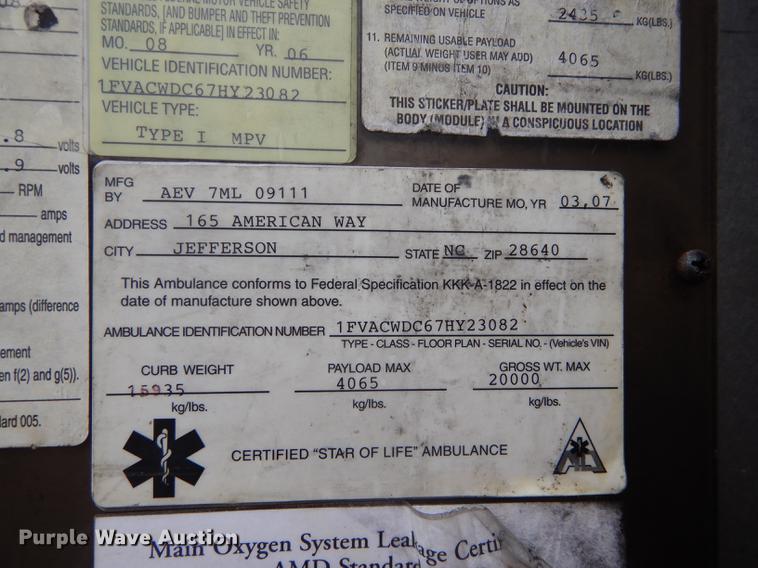 .8 volts
.9 volts
RPM
amps
d management
amps (difference
ement
en f(2) and g(5)).
dard 005.
MOTOR VEHICLE SAFETY
STANDARDS, [AND BUMPER AND THEFT PREVENTION
STANDARDS, IF APPLICABLE] IN EFFECT IN:
MO. 08 YR. 06
VEHICLE IDENTIFICATION NUMBER:
1FVACWDC67HY23082
VEHICLE TYPE:
TYPE I MPV
OPTIONS AS
SPECIFIED ON VEHICLE 2435 KG(LBS.)
11. REMAINING USABLE PAYLOAD
(ACTUAL WEIGHT USER MAY ADD) 4065
(ITEM 9 MINUS ITEM 10) KG(LBS.)
CAUTION:
THIS STICKER/PLATE SHALL BE MOUNTED ON THE
BODY (MODULE) IN A CONSPICUOUS LOCATION
MFG
BY AEV 7ML 09111 DATE OF
MANUFACTURE MO, YR 03,07
ADDRESS 165 AMERICAN WAY
CITY JEFFERSON STATE NC ZIP 28640
This Ambulance conforms to Federal Specification KKK-A-1822 in effect on the
date of manufacture shown above.
AMBULANCE IDENTIFICATION NUMBER 1FVACWDC67HY23082
TYPE - CLASS - FLOOR PLAN - SERIAL NO. - (Vehicle's VIN)
CURB WEIGHT PAYLOAD MAX GROSS WT. MAX
15935 4065 20000
kg/lbs. kg/lbs. kg/lbs.
CERTIFIED "STAR OF LIFE" AMBULANCE
Purple Wave Auction
Main Oxygen System Leakage Certi
AMD Standard